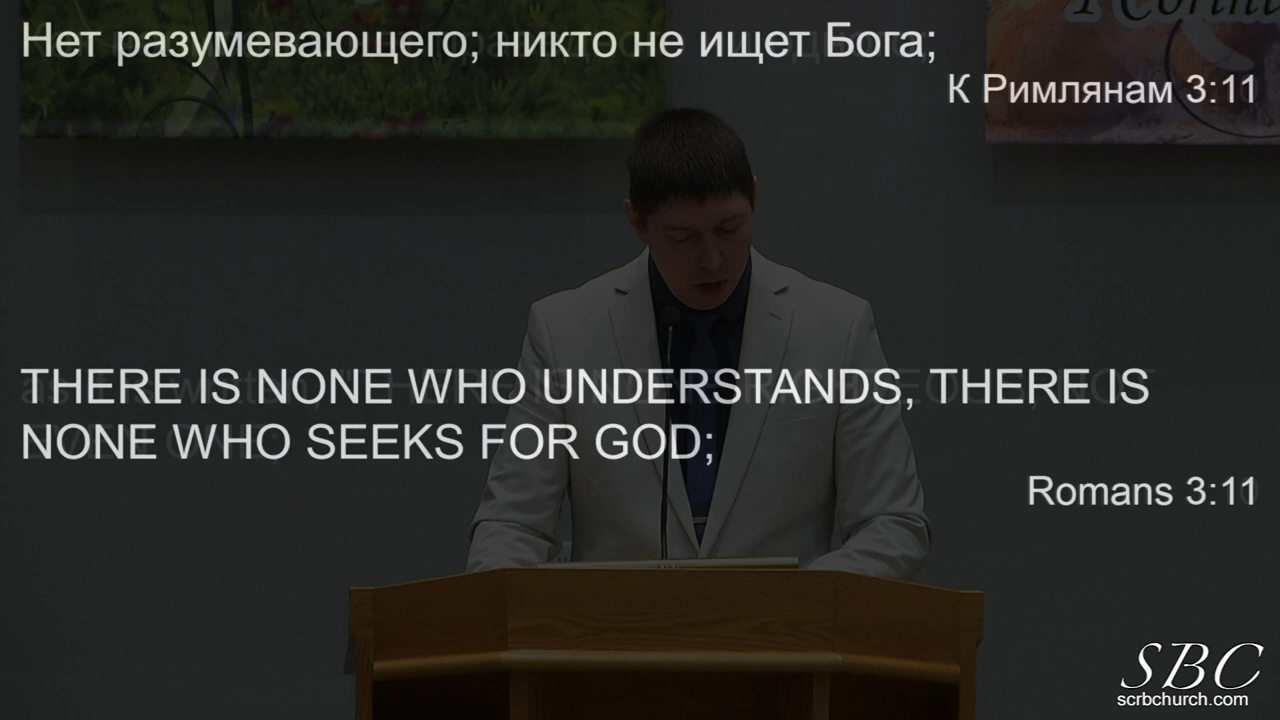 Нет разумевающего; никто не ищет Бога;
К Римлянам 3:11
THERE IS NONE WHO UNDERSTANDS, THERE IS
NONE WHO SEEKS FOR GOD;
Romans 3:11
SBC
scrbchurch.com